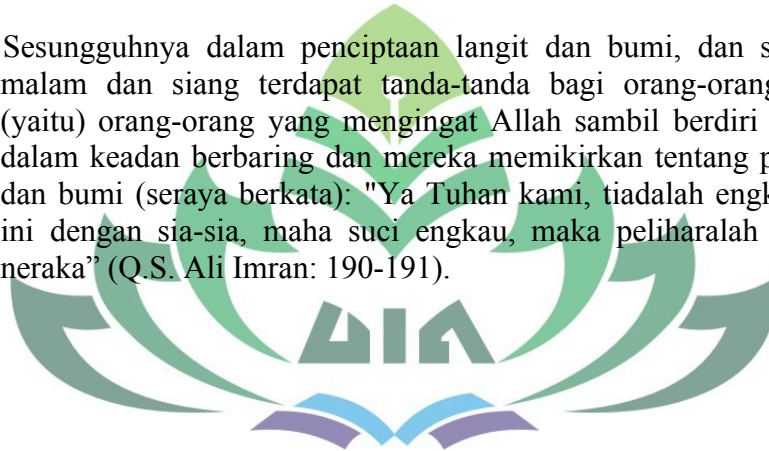 Sesungguhnya dalam penciptaan langit dan bumi, dan s
malam dan siang terdapat tanda-tanda bagi orang-orang
(yaitu) orang-orang yang mengingat Allah sambil berdiri
dalam keadan berbaring dan mereka memikirkan tentang p
dan bumi (seraya berkata): "Ya Tuhan kami, tiadalah engk
ini dengan sia-sia, maha suci engkau, maka peliharalah
neraka” (Q.S. Ali Imran: 190-191).
UIN